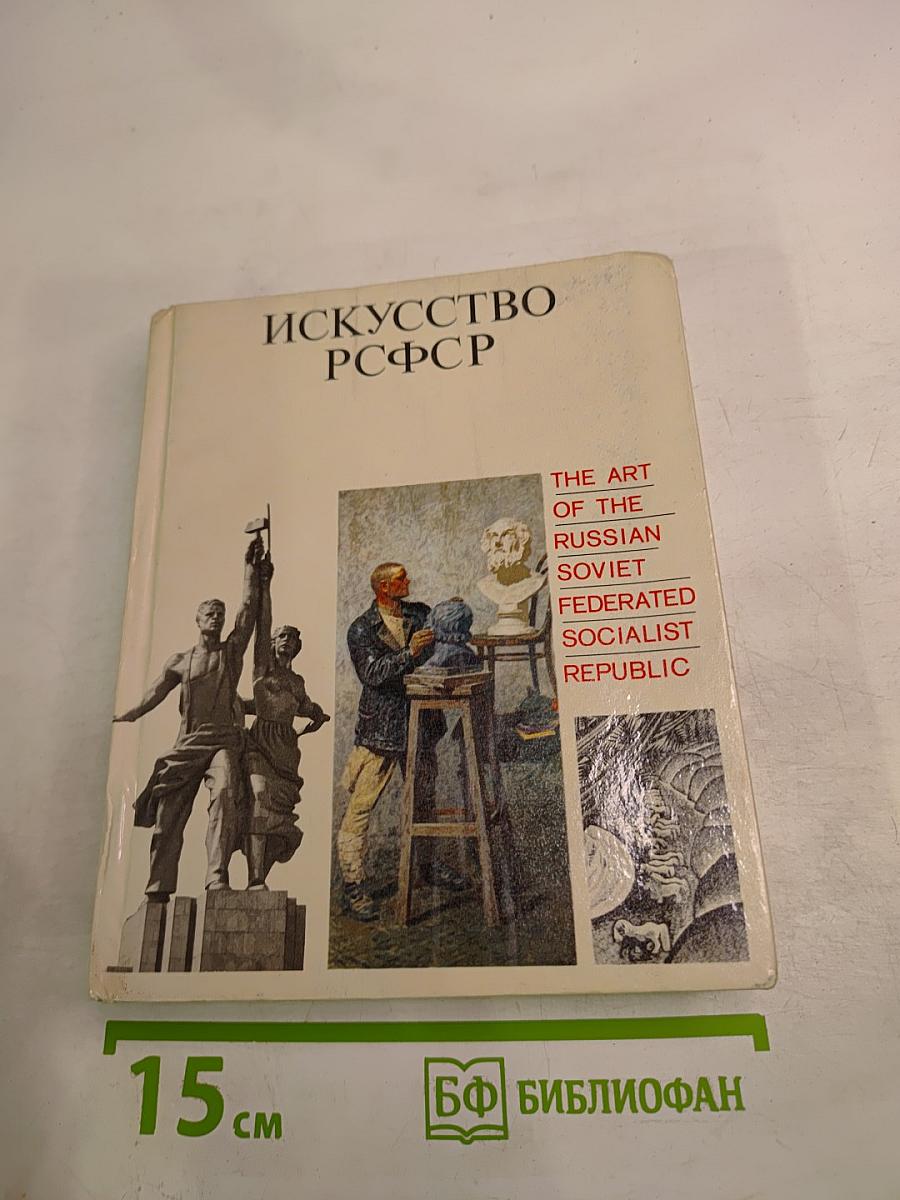 ИСКУССТВО
РСФСР
THE ART
OF THE
RUSSIAN
SOVIET
FEDERATED
SOCIALIST
REPUBLIC
15 см
БФ БИБЛИОФАН